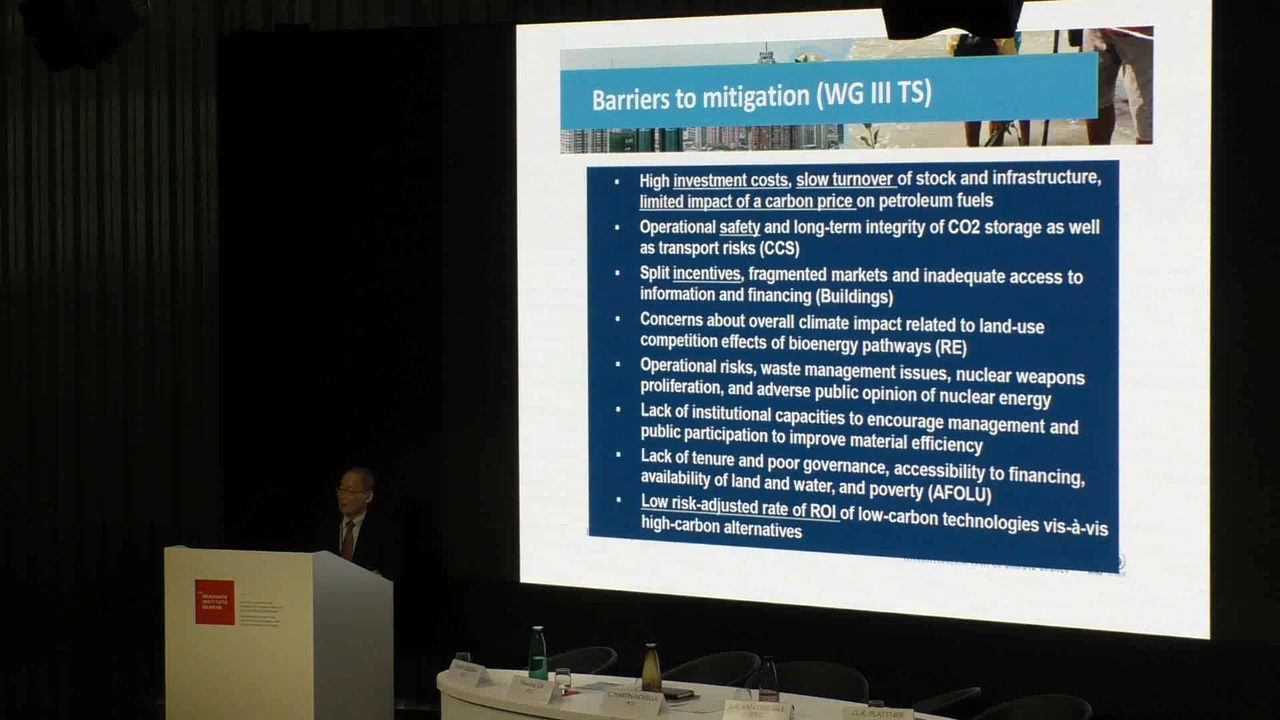 Barriers to mitigation (WG III TS)
High investment costs, slow turnover of stock and infrastructure,
limited impact of a carbon price on petroleum fuels
Operational safety and long-term integrity of CO2 storage as well
as transport risks (CCS)
Split incentives, fragmented markets and inadequate access to
information and financing (Buildings)
Concerns about overall climate impact related to land-use
competition effects of bioenergy pathways (RE)
Operational risks, waste management issues, nuclear weapons
proliferation, and adverse public opinion of nuclear energy
Lack of institutional capacities to encourage management and
public participation to improve material efficiency
Lack of tenure and poor governance, accessibility to financing,
availability of land and water, and poverty (AFOLU)
Low risk-adjusted rate of ROI of low-carbon technologies vis-à-vis
high-carbon alternatives
GRADUATE
INSTITUTE
GENEVA
G.-K. PLATTNER